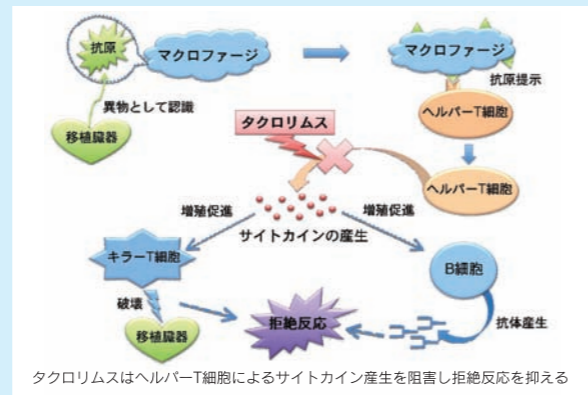 抗原
マクロファージ
マクロファージ
抗原提示
異物として認識
移植臓器
ヘルパーT細胞
タクロリムス
ヘルパーT細胞
増殖促進
増殖促進
サイトカインの産生
キラーT細胞
B細胞
破壊
移植臓器
拒絶反応
抗体産生
タクロリムスはヘルパーT細胞によるサイトカイン産生を阻害し拒絶反応を抑える